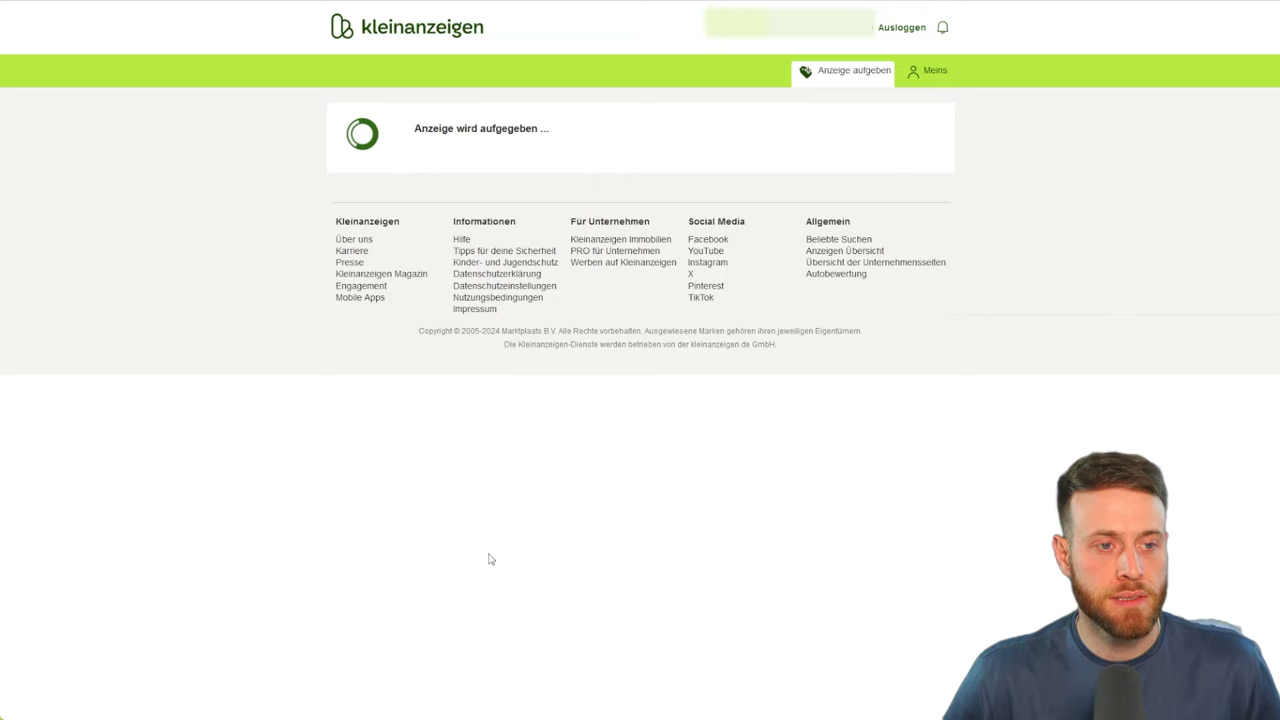 kleinanzeigen
Ausloggen
Anzeige aufgeben
Meins
Anzeige wird aufgegeben ...
Kleinanzeigen
Über uns
Karriere
Presse
Kleinanzeigen Magazin
Engagement
Mobile Apps
Informationen
Hilfe
Tipps für deine Sicherheit
Kinder- und Jugendschutz
Datenschutzerklärung
Datenschutzeinstellungen
Nutzungsbedingungen
Impressum
Für Unternehmen
Kleinanzeigen Immobilien
PRO für Unternehmen
Werben auf Kleinanzeigen
Social Media
Facebook
YouTube
Instagram
X
Pinterest
TikTok
Allgemein
Beliebte Suchen
Anzeigen Übersicht
Übersicht der Unternehmensseiten
Autobewertung
Copyright © 2005-2024 Marktplaats B.V. Alle Rechte vorbehalten. Ausgewiesene Marken gehören ihren jeweiligen Eigentümern.
Die Kleinanzeigen-Dienste werden betrieben von der kleinanzeigen.de GmbH.